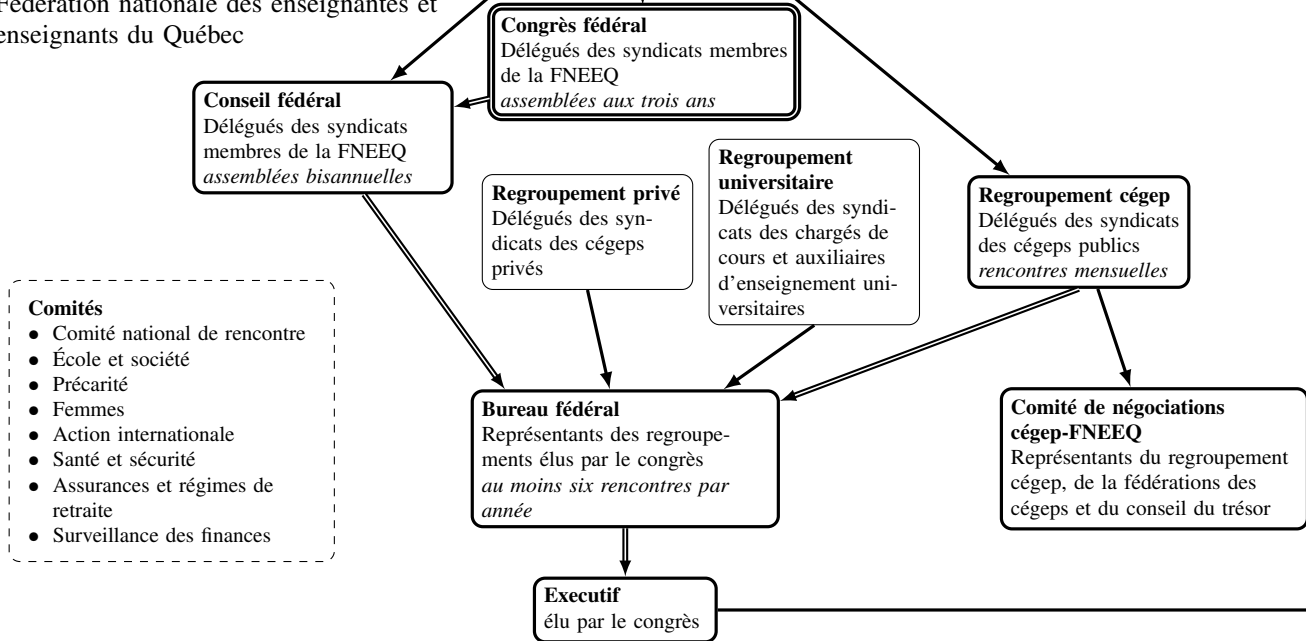 Fédération nationale des enseignantes et
enseignants du Québec
Congrès fédéral
Délégués des syndicats membres
de la FNEEQ
assemblées aux trois ans
Conseil fédéral
Délégués des syndicats
membres de la FNEEQ
assemblées bisannuelles
Regroupement privé
Délégués des syn-
dicats des cégeps
privés
Regroupement
universitaire
Délégués des syndi-
cats des chargés de
cours et auxiliaires
d'enseignement uni-
versitaires
Regroupement cégep
Délégués des syndicats
des cégeps publics
rencontres mensuelles
Comités
• Comité national de rencontre
• École et société
• Précarité
• Femmes
• Action internationale
• Santé et sécurité
• Assurances et régimes de
retraite
• Surveillance des finances
Bureau fédéral
Représentants des regroupe-
ments élus par le congrès
au moins six rencontres par
année
Comité de négociations
cégep-FNEEQ
Représentants du regroupement
cégep, de la fédérations des
cégeps et du conseil du trésor
Executif
élu par le congrès